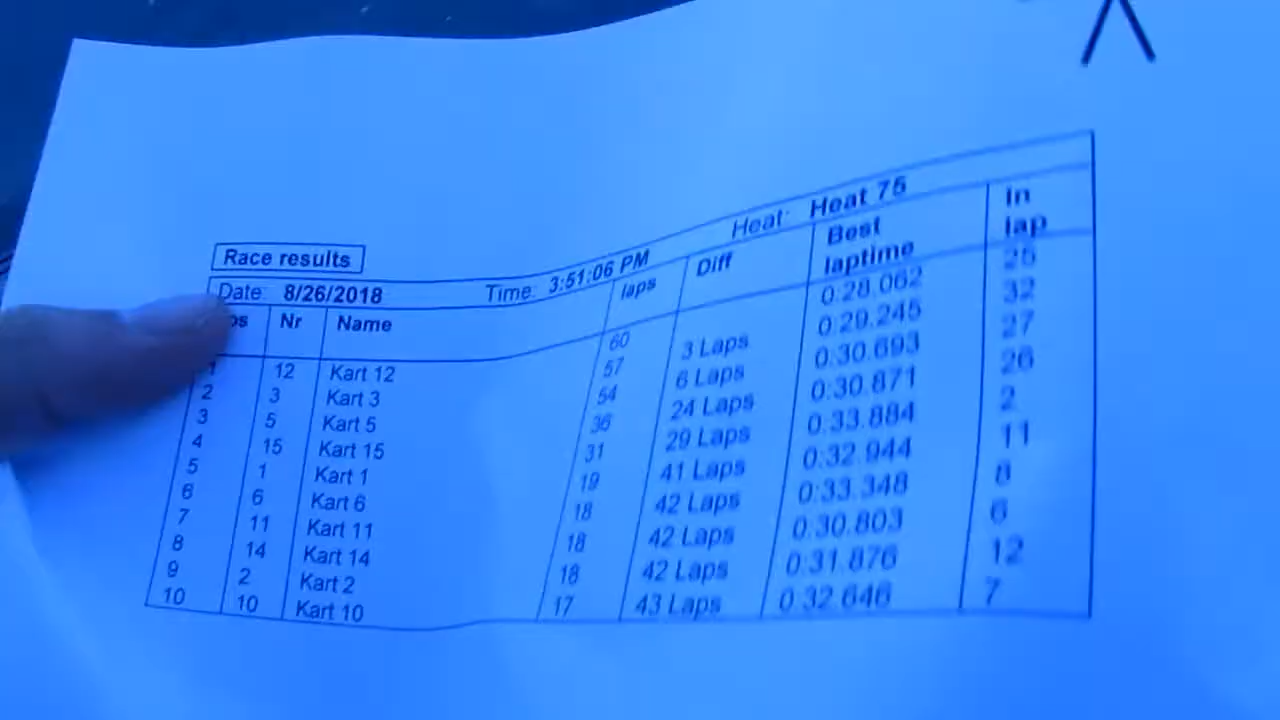 Race results
Date: 8/26/2018 Time: 3:51:06 PM Heat: Heat 75
Nr Name laps Diff Best laptime In lap
1 12 Kart 12 60 0:28.062 25
2 3 Kart 3 57 3 Laps 0:29.245 32
3 5 Kart 5 54 6 Laps 0:30.693 27
4 15 Kart 15 36 24 Laps 0:30.871 26
5 1 Kart 1 31 29 Laps 0:33.884 2
6 6 Kart 6 19 41 Laps 0:32.944 11
7 11 Kart 11 18 42 Laps 0:33.348 8
8 14 Kart 14 18 42 Laps 0:30.803 6
9 2 Kart 2 18 42 Laps 0:31.876 12
10 10 Kart 10 17 43 Laps 0:32.646 7